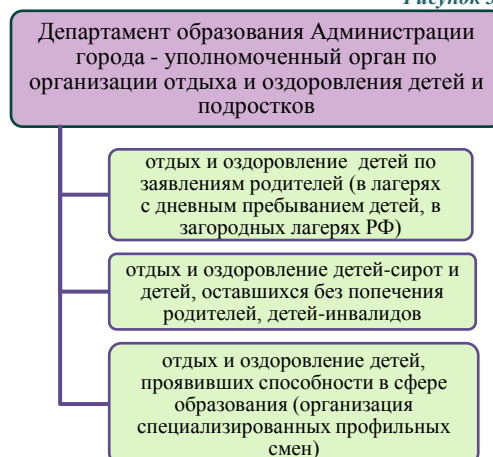 Рисунок 3
Департамент образования Администрации
города - уполномоченный орган по
организации отдыха и оздоровления детей и
подростков
отдых и оздоровление детей по
заявлениям родителей (в лагерях
с дневным пребыванием детей, в
загородных лагерях РФ)
отдых и оздоровление детей-сирот и
детей, оставшихся без попечения
родителей, детей-инвалидов
отдых и оздоровление детей,
проявивших способности в сфере
образования (организация
специализированных профильных
смен)